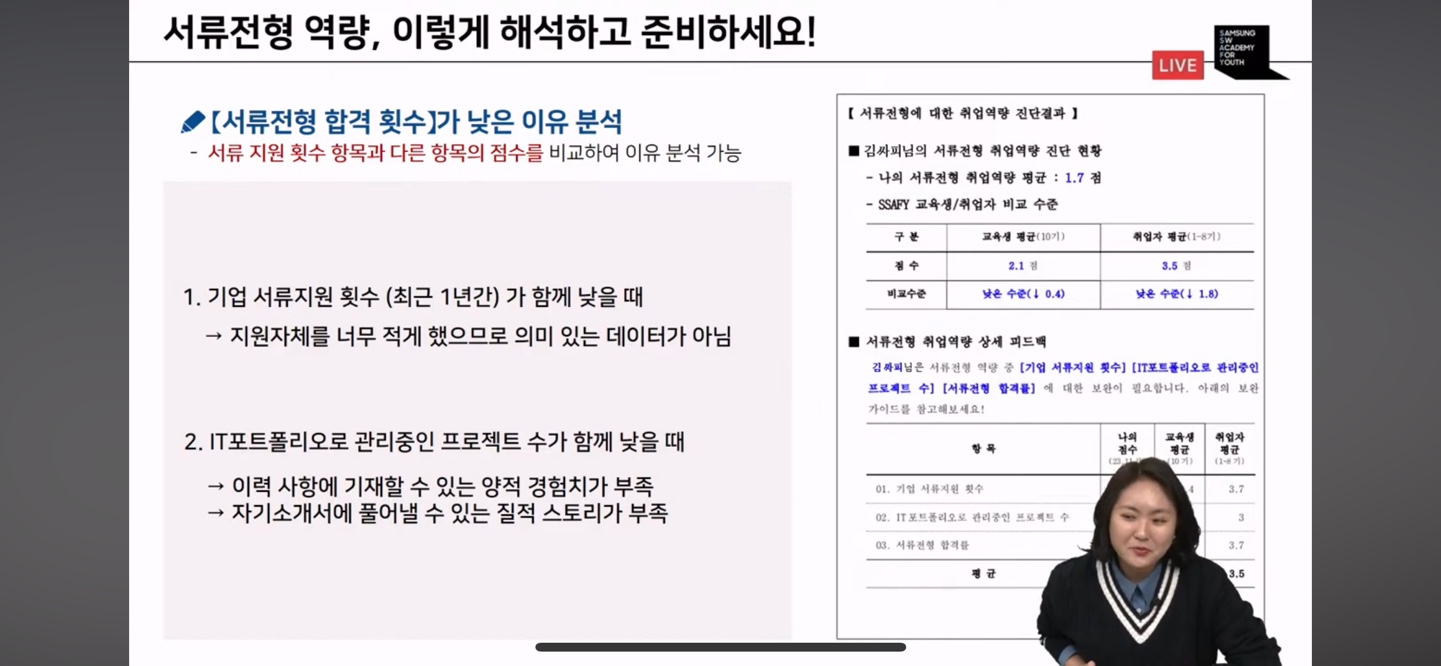 서류전형 역량, 이렇게 해석하고 준비하세요!
LIVE
SAMSUNG
SW
ACADEMY
FOR
YOUTH
【서류전형 합격 횟수】가 낮은 이유 분석
- 서류 지원 횟수 항목과 다른 항목의 점수를 비교하여 이유 분석 가능
1. 기업 서류지원 횟수 (최근 1년간) 가 함께 낮을 때
→ 지원자체를 너무 적게 했으므로 의미 있는 데이터가 아님
2. IT포트폴리오로 관리중인 프로젝트 수가 함께 낮을 때
→ 이력 사항에 기재할 수 있는 양적 경험치가 부족
→ 자기소개서에 풀어낼 수 있는 질적 스토리가 부족
【 서류전형에 대한 취업역량 진단결과 】
■ 김싸피님의 서류전형 취업역량 진단 현황
- 나의 서류전형 취업역량 평균 : 1.7 점
- SSAFY 교육생/취업자 비교 수준
구 분 교육생 평균(10기) 취업자 평균(1-8기)
점 수 2.1 점 3.5 점
비교수준 낮은 수준(↓ 0.4) 낮은 수준(↓ 1.8)
■ 서류전형 취업역량 상세 피드백
김싸피님은 서류전형 역량 중 [기업 서류지원 횟수] [IT포트폴리오로 관리중인
프로젝트 수] [서류전형 합격률] 에 대한 보완이 필요합니다. 아래의 보완
가이드를 참고해보세요!
항 목 나의 점수 교육생 평균 (10기) 취업자 평균 (1-8기)
01. 기업 서류지원 횟수 4 3.7
02. IT포트폴리오로 관리중인 프로젝트 수 3
03. 서류전형 합격률 3.7
평 균 3.5